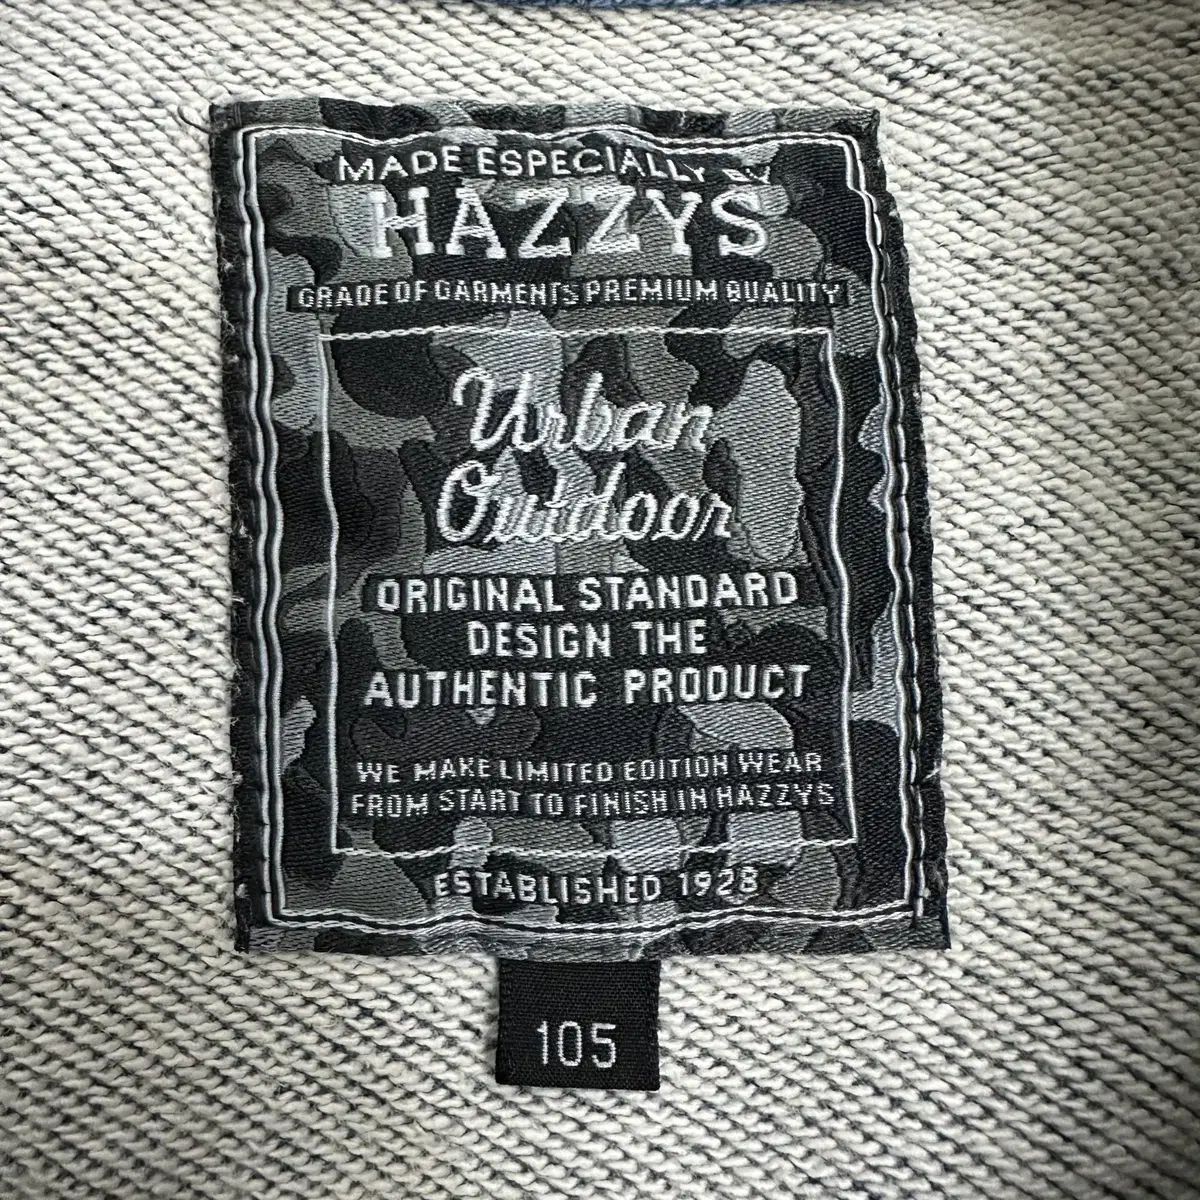 MADE ESPECIALLY BY
HAZZYS
GRADE OF GARMENTS PREMIUM QUALITY
Urban
Outdoor
ORIGINAL STANDARD
DESIGN THE
AUTHENTIC PRODUCT
WE MAKE LIMITED EDITION WEAR
FROM START TO FINISH IN HAZZYS
ESTABLISHED 1928
105